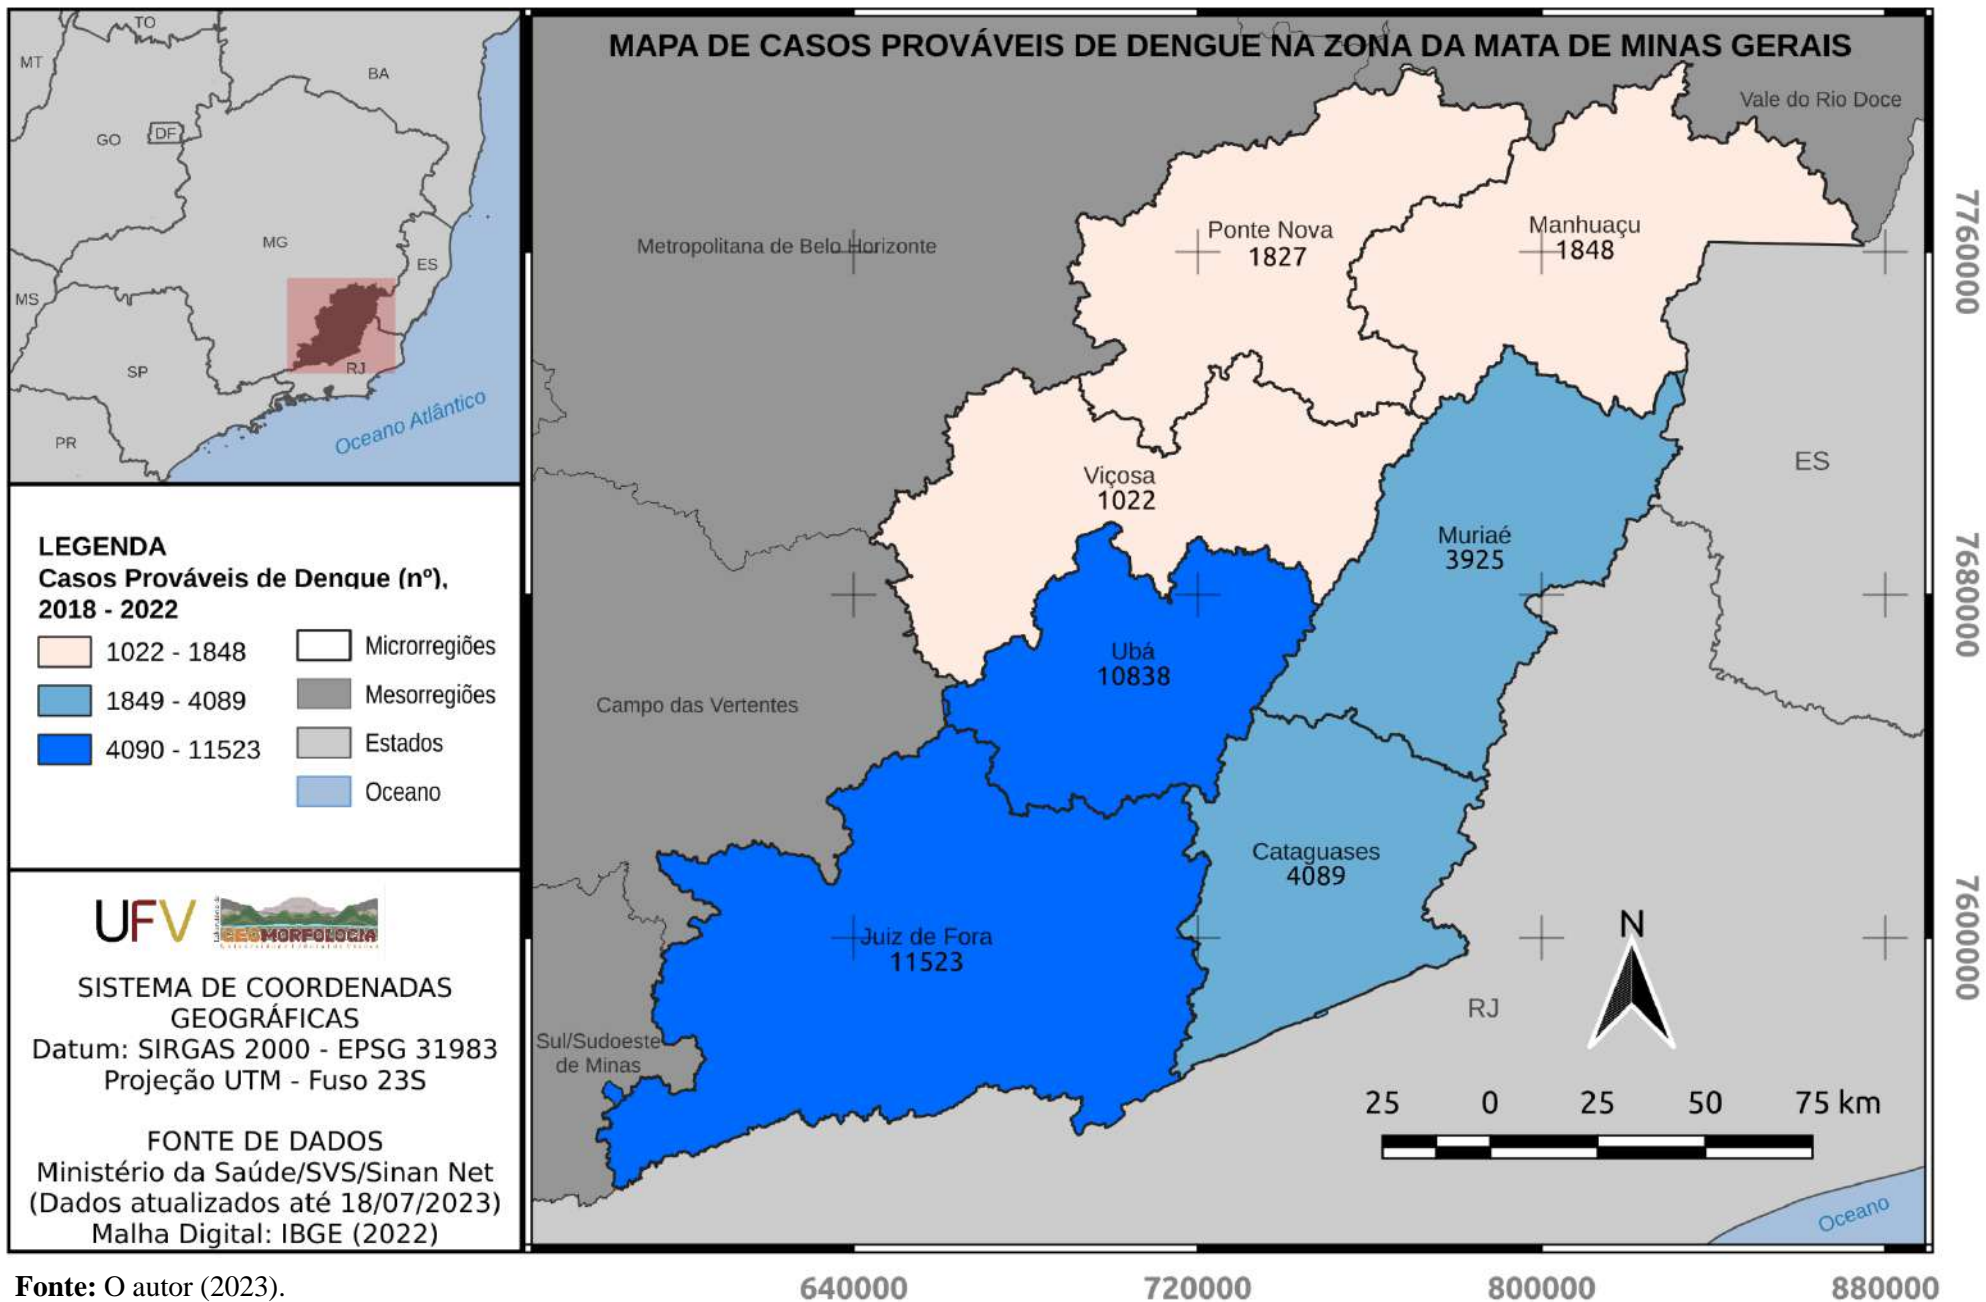 MAPA DE CASOS PROVÁVEIS DE DENGUE NA ZONA DA MATA DE MINAS GERAIS
TO
MT
BA
GO
DF
MG
ES
MS
SP
RJ
PR
Oceano Atlântico
Vale do Rio Doce
Metropolitana de Belo Horizonte
Ponte Nova
1827
Manhuaçu
1848
Viçosa
1022
ES
Muriaé
3925
Ubá
10838
Campo das Vertentes
Cataguases
4089
Juiz de Fora
11523
RJ
N
Sul/Sudoeste
de Minas
25 0 25 50 75 km
Oceano
7760000
7680000
7600000
640000 720000 800000 880000
LEGENDA
Casos Prováveis de Dengue (nº),
2018 - 2022
1022 - 1848
1849 - 4089
4090 - 11523
Microrregiões
Mesorregiões
Estados
Oceano
UFV
GEOMORFOLOGIA
SISTEMA DE COORDENADAS
GEOGRÁFICAS
Datum: SIRGAS 2000 - EPSG 31983
Projeção UTM - Fuso 23S
FONTE DE DADOS
Ministério da Saúde/SVS/Sinan Net
(Dados atualizados até 18/07/2023)
Malha Digital: IBGE (2022)
Fonte: O autor (2023).